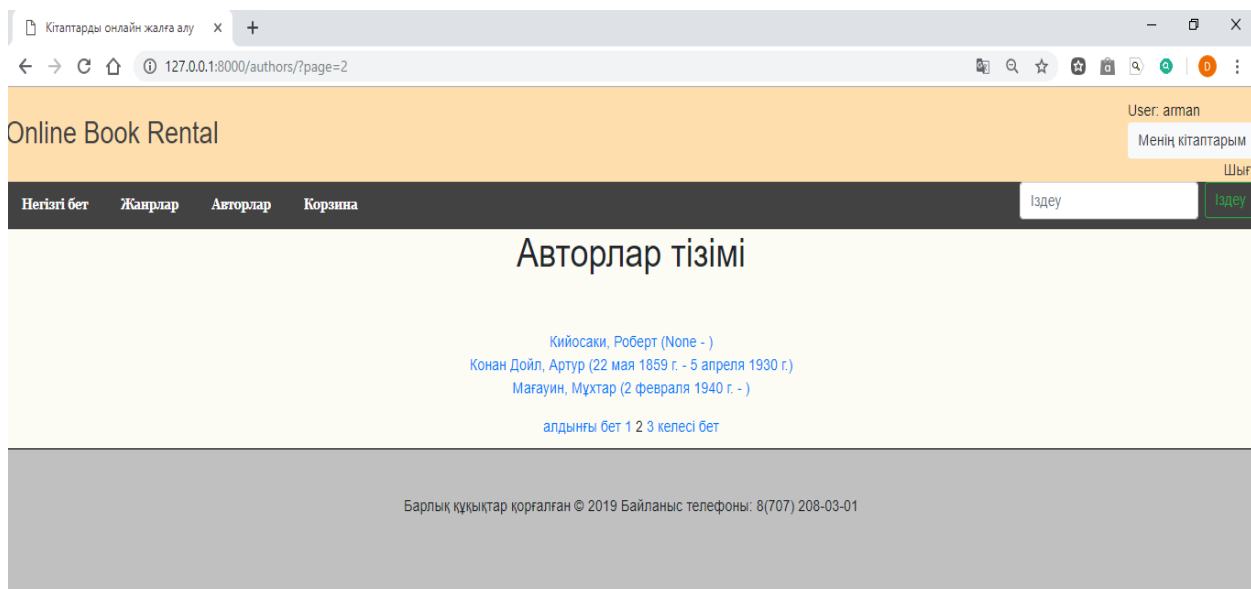 Кітаптарды онлайн жалға алу
127.0.0.1:8000/authors/?page=2
User: arman
Online Book Rental
Менің кітаптарым
Шығ
Негізгі бет Жанрлар Авторлар Корзина Іздеу Іздеу
Авторлар тізімі
Кийосаки, Роберт (None - )
Конан Дойл, Артур (22 мая 1859 г. - 5 апреля 1930 г.)
Мағауин, Мұхтар (2 февраля 1940 г. - )
алдынғы бет 1 2 3 келесі бет
Барлық құқықтар қорғалған © 2019 Байланыс телефоны: 8(707) 208-03-01